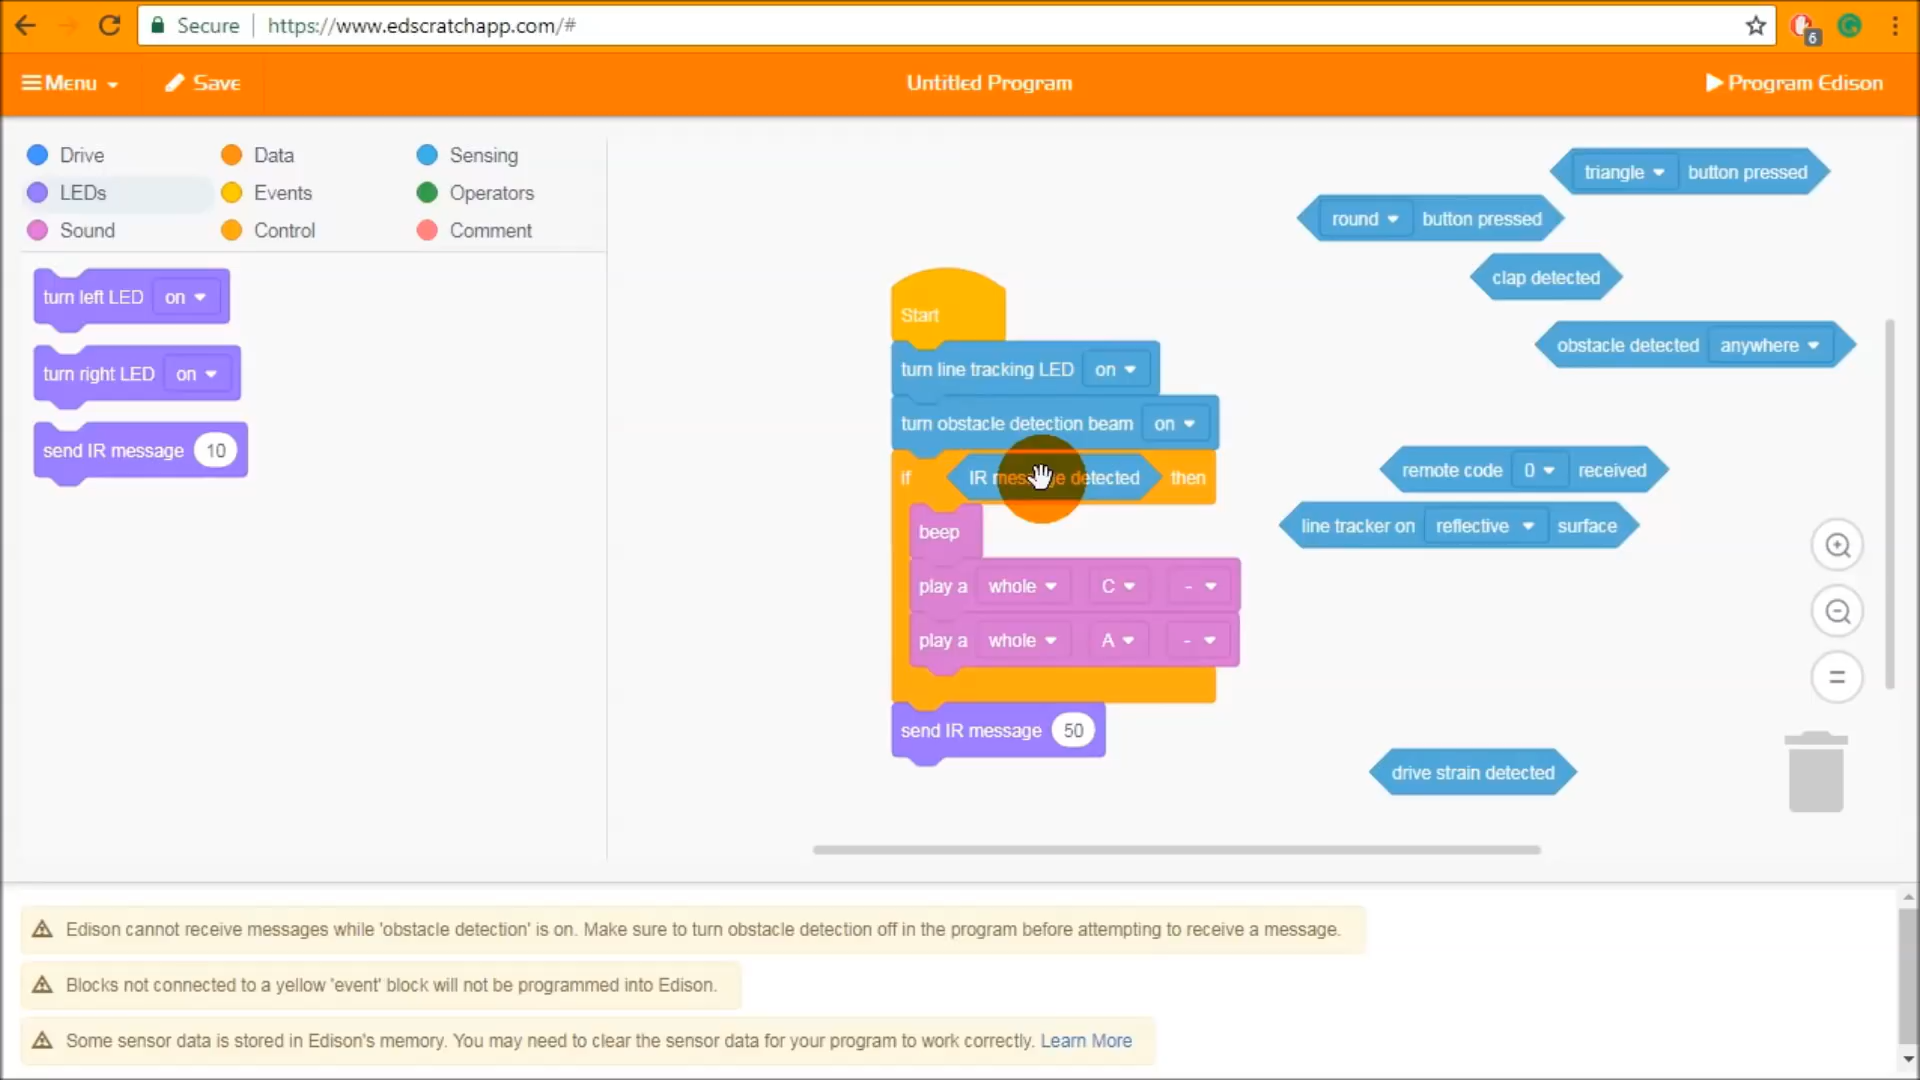 Secure https://www.edscratchapp.com/#
6
Menu Save Untitled Program Program Edison
Drive Data Sensing
LEDs Events Operators
Sound Control Comment
turn left LED on
turn right LED on
send IR message 10
Start
turn line tracking LED on
turn obstacle detection beam on
if IR message detected then
beep
play a whole C -
play a whole A -
send IR message 50
triangle button pressed
round button pressed
clap detected
obstacle detected anywhere
remote code 0 received
line tracker on reflective surface
drive strain detected
Edison cannot receive messages while 'obstacle detection' is on. Make sure to turn obstacle detection off in the program before attempting to receive a message.
Blocks not connected to a yellow 'event' block will not be programmed into Edison.
Some sensor data is stored in Edison's memory. You may need to clear the sensor data for your program to work correctly. Learn More